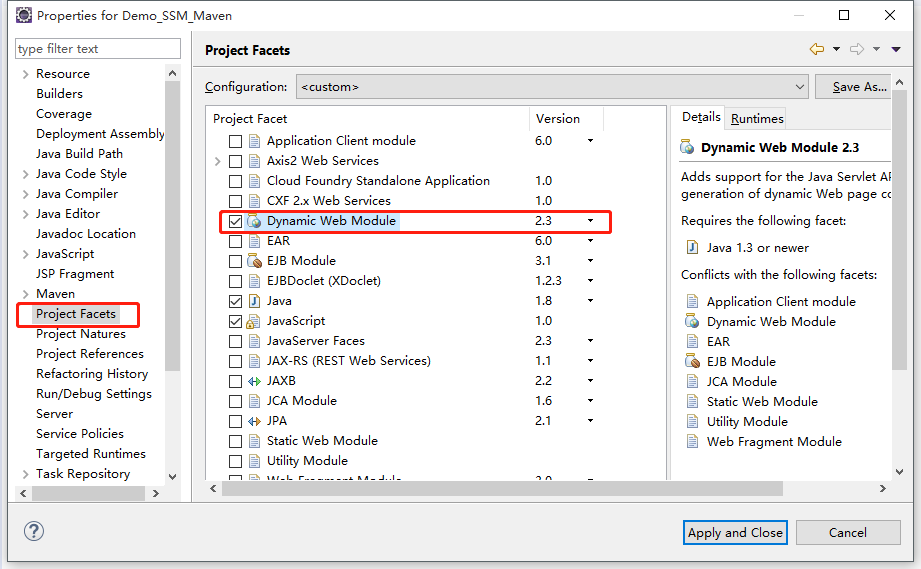 Properties for Demo_SSM_Maven
type filter text
Resource
Builders
Coverage
Deployment Assembly
Java Build Path
Java Code Style
Java Compiler
Java Editor
Javadoc Location
JavaScript
JSP Fragment
Maven
Project Facets
Project Natures
Project References
Refactoring History
Run/Debug Settings
Server
Service Policies
Targeted Runtimes
Task Repository
Project Facets
Configuration: <custom> Save As...
Project Facet Version
Application Client module 6.0
Axis2 Web Services
Cloud Foundry Standalone Application 1.0
CXF 2.x Web Services 1.0
Dynamic Web Module 2.3
EAR 6.0
EJB Module 3.1
EJBDoclet (XDoclet) 1.2.3
Java 1.8
JavaScript 1.0
JavaServer Faces 2.3
JAX-RS (REST Web Services) 1.1
JAXB 2.2
JCA Module 1.6
JPA 2.1
Static Web Module
Utility Module
Web Fragment Module 3.0
Details Runtimes
Dynamic Web Module 2.3
Adds support for the Java Servlet AP
generation of dynamic Web page co
Requires the following facet:
Java 1.3 or newer
Conflicts with the following facets:
Application Client module
Dynamic Web Module
EAR
EJB Module
JCA Module
Static Web Module
Utility Module
Web Fragment Module
Apply and Close Cancel